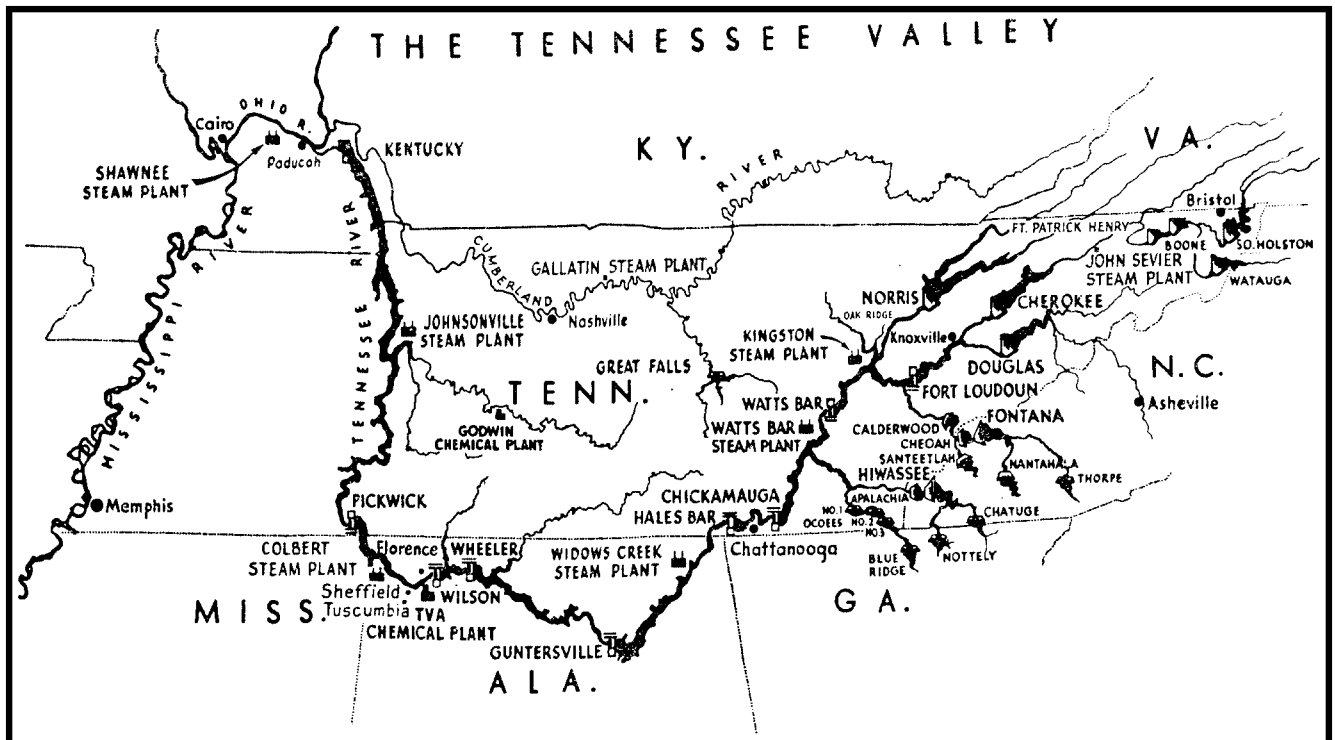 THE TENNESSEE VALLEY
OHIO R.
Cairo
Paducah
KENTUCKY
KY.
VA.
SHAWNEE
STEAM PLANT
RIVER
Bristol
MISSISSIPPI RIVER
TENNESSEE RIVER
CUMBERLAND
FT. PATRICK HENRY
BOONE
SO. HOLSTON
GALLATIN STEAM PLANT
JOHN SEVIER
STEAM PLANT
WATAUGA
NORRIS
CHEROKEE
OAK RIDGE
JOHNSONVILLE
STEAM PLANT
Nashville
KINGSTON
STEAM PLANT
Knoxville
GREAT FALLS
DOUGLAS
N.C.
TENN.
FORT LOUDOUN
Asheville
WATTS BAR
GODWIN
CHEMICAL PLANT
WATTS BAR
STEAM PLANT
CALDERWOOD
FONTANA
CHEOAH
SANTEETLAH
NANTAHALA
THORPE
HIWASSEE
Memphis
PICKWICK
CHICKAMAUGA
APALACHIA
HALES BAR
NO.1
OCOEES
NO.2
NO3
CHATUGE
Chattanooga
COLBERT
STEAM PLANT
Florence
WHEELER
WIDOWS CREEK
STEAM PLANT
BLUE
RIDGE
NOTTELY
MISS.
Sheffield
Tuscumbia
WILSON
TVA
CHEMICAL PLANT
GA.
GUNTERSVILLE
ALA.